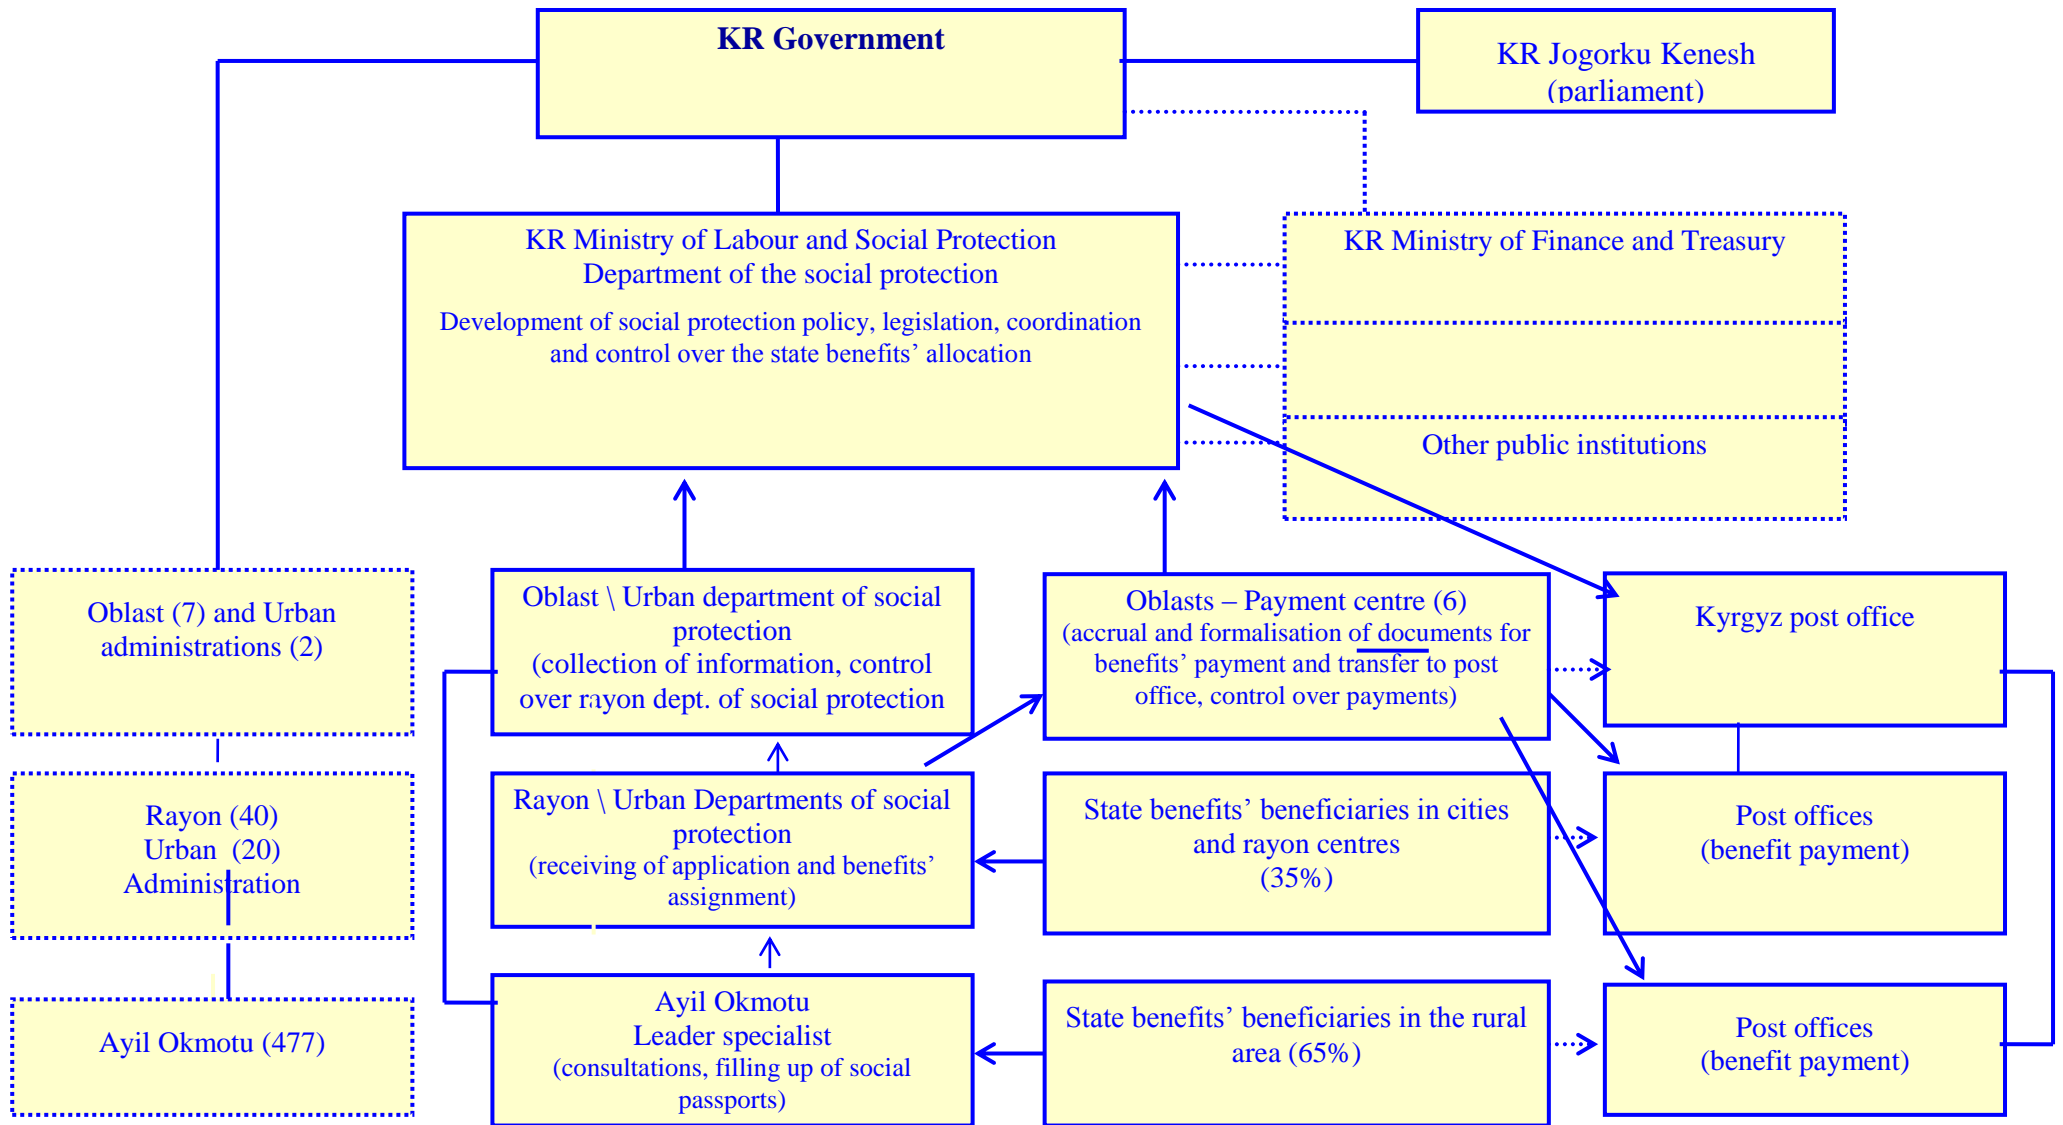 KR Government
KR Jogorku Kenesh
(parliament)
KR Ministry of Labour and Social Protection
Department of the social protection
Development of social protection policy, legislation, coordination
and control over the state benefits’ allocation
KR Ministry of Finance and Treasury
Other public institutions
Oblast (7) and Urban
administrations (2)
Oblast \ Urban department of social
protection
(collection of information, control
over rayon dept. of social protection
Oblasts – Payment centre (6)
(accrual and formalisation of documents for
benefits’ payment and transfer to post
office, control over payments)
Kyrgyz post office
Rayon (40)
Urban  (20)
Administration
Rayon \ Urban Departments of social
protection
(receiving of application and benefits’
assignment)
State benefits’ beneficiaries in cities
and rayon centres
(35%)
Post offices
(benefit payment)
Ayil Okmotu (477)
Ayil Okmotu
Leader specialist
(consultations, filling up of social
passports)
State benefits’ beneficiaries in the rural
area (65%)
Post offices
(benefit payment)